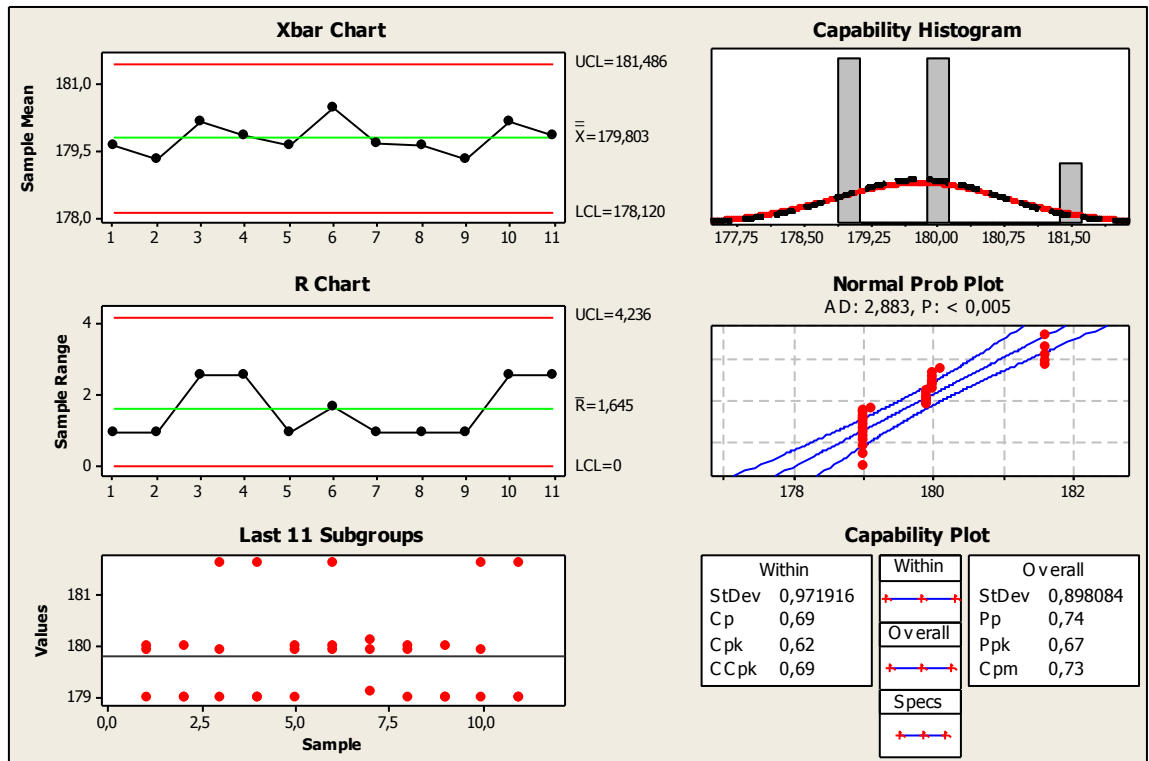 Xbar Chart
Sample Mean
181,0
179,5
178,0
UCL=181,486
X=179,803
LCL=178,120
1 2 3 4 5 6 7 8 9 10 11
Capability Histogram
177,75 178,50 179,25 180,00 180,75 181,50
R Chart
Sample Range
4
2
0
UCL=4,236
R=1,645
LCL=0
1 2 3 4 5 6 7 8 9 10 11
Normal Prob Plot
AD: 2,883, P: < 0,005
178 180 182
Last 11 Subgroups
Values
181
180
179
0,0 2,5 5,0 7,5 10,0
Sample
Capability Plot
Within
StDev 0,971916
Cp 0,69
Cpk 0,62
CCpk 0,69
Within
Overall
Specs
Overall
StDev 0,898084
Pp 0,74
Ppk 0,67
Cpm 0,73